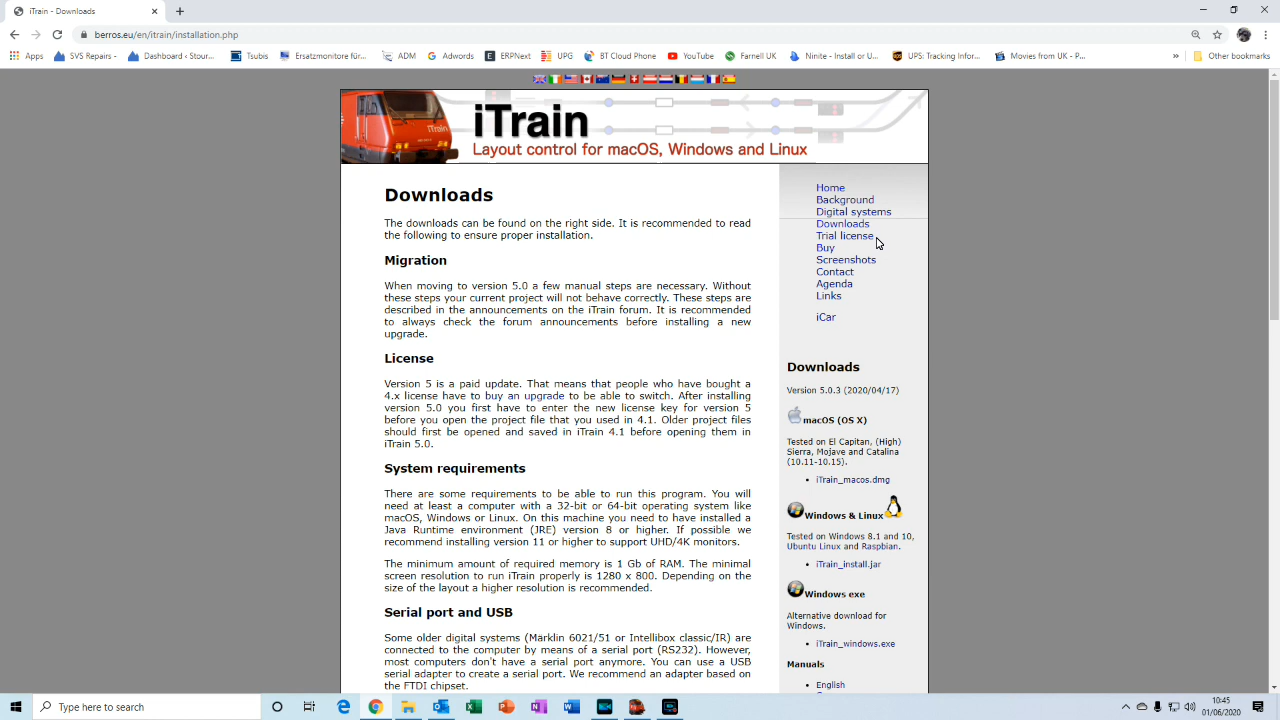 iTrain - Downloads
berros.eu/en/itrain/installation.php
Apps
SVS Repairs -
Dashboard - Stour...
Tsubis
Ersatzmonitore für...
ADM
Adwords
ERPNext
UPG
BT Cloud Phone
YouTube
Farnell UK
Ninite - Install or U...
UPS: Tracking Infor...
Movies from UK - P...
»
Other bookmarks
iTrain
Layout control for macOS, Windows and Linux
Downloads
The downloads can be found on the right side. It is recommended to read
the following to ensure proper installation.
Migration
When moving to version 5.0 a few manual steps are necessary. Without
these steps your current project will not behave correctly. These steps are
described in the announcements on the iTrain forum. It is recommended
to always check the forum announcements before installing a new
upgrade.
License
Version 5 is a paid update. That means that people who have bought a
4.x license have to buy an upgrade to be able to switch. After installing
version 5.0 you first have to enter the new license key for version 5
before you open the project file that you used in 4.1. Older project files
should first be opened and saved in iTrain 4.1 before opening them in
iTrain 5.0.
System requirements
There are some requirements to be able to run this program. You will
need at least a computer with a 32-bit or 64-bit operating system like
macOS, Windows or Linux. On this machine you need to have installed a
Java Runtime environment (JRE) version 8 or higher. If possible we
recommend installing version 11 or higher to support UHD/4K monitors.
The minimum amount of required memory is 1 Gb of RAM. The minimal
screen resolution to run iTrain properly is 1280 x 800. Depending on the
size of the layout a higher resolution is recommended.
Serial port and USB
Some older digital systems (Märklin 6021/51 or Intellibox classic/IR) are
connected to the computer by means of a serial port (RS232). However,
most computers don't have a serial port anymore. You can use a USB
serial adapter to create a serial port. We recommend an adapter based on
the FTDI chipset.
Home
Background
Digital systems
Downloads
Trial license
Buy
Screenshots
Contact
Agenda
Links
iCar
Downloads
Version 5.0.3 (2020/04/17)
macOS (OS X)
Tested on El Capitan, (High)
Sierra, Mojave and Catalina
(10.11-10.15).
• iTrain_macos.dmg
Windows & Linux
Tested on Windows 8.1 and 10,
Ubuntu Linux and Raspbian.
• iTrain_install.jar
Windows exe
Alternative download for
Windows.
• iTrain_windows.exe
Manuals
• English
Type here to search
10:45
01/06/2020